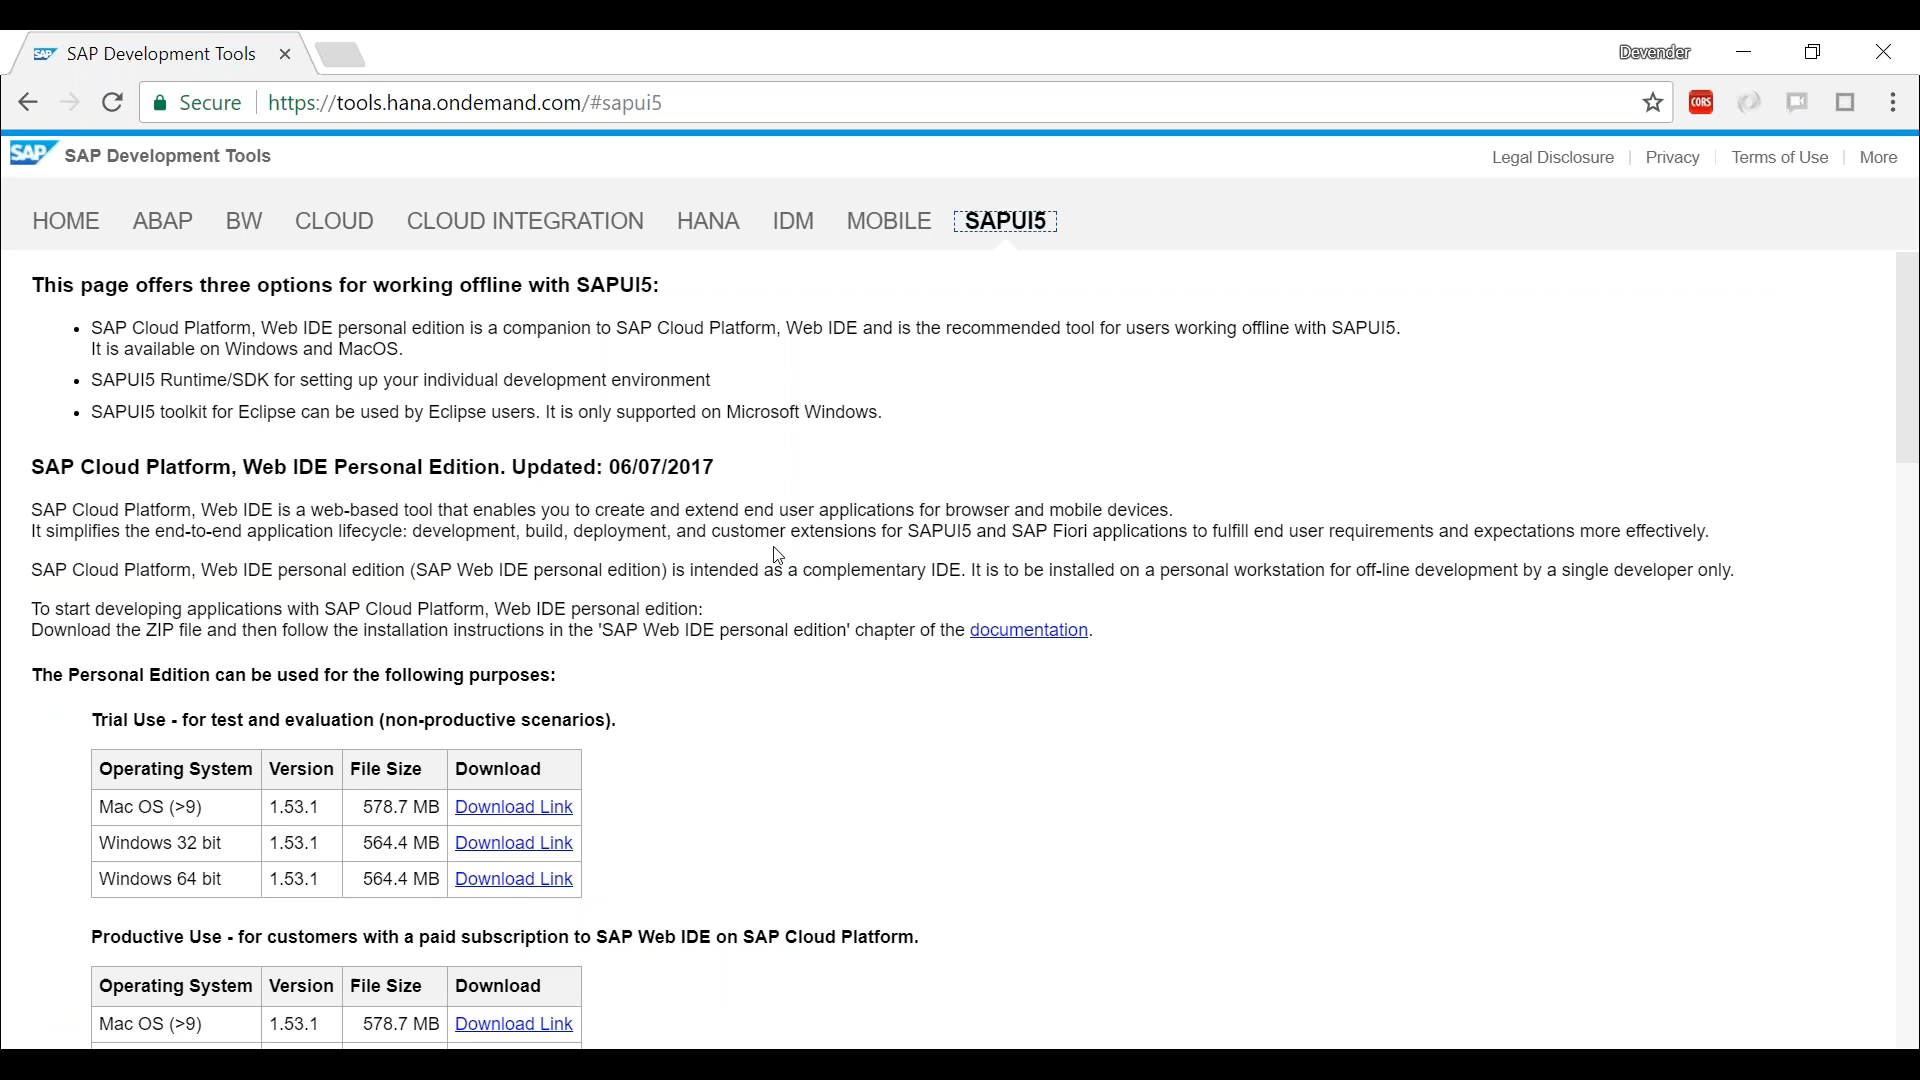 SAP SAP Development Tools
Devender
Secure https://tools.hana.ondemand.com/#sapui5
CORS
SAP SAP Development Tools
Legal Disclosure Privacy Terms of Use More
HOME ABAP BW CLOUD CLOUD INTEGRATION HANA IDM MOBILE SAPUI5
This page offers three options for working offline with SAPUI5:
• SAP Cloud Platform, Web IDE personal edition is a companion to SAP Cloud Platform, Web IDE and is the recommended tool for users working offline with SAPUI5.
It is available on Windows and MacOS.
• SAPUI5 Runtime/SDK for setting up your individual development environment
• SAPUI5 toolkit for Eclipse can be used by Eclipse users. It is only supported on Microsoft Windows.
SAP Cloud Platform, Web IDE Personal Edition. Updated: 06/07/2017
SAP Cloud Platform, Web IDE is a web-based tool that enables you to create and extend end user applications for browser and mobile devices.
It simplifies the end-to-end application lifecycle: development, build, deployment, and customer extensions for SAPUI5 and SAP Fiori applications to fulfill end user requirements and expectations more effectively.
SAP Cloud Platform, Web IDE personal edition (SAP Web IDE personal edition) is intended as a complementary IDE. It is to be installed on a personal workstation for off-line development by a single developer only.
To start developing applications with SAP Cloud Platform, Web IDE personal edition:
Download the ZIP file and then follow the installation instructions in the 'SAP Web IDE personal edition' chapter of the documentation.
The Personal Edition can be used for the following purposes:
Trial Use - for test and evaluation (non-productive scenarios).
Operating System Version File Size Download
Mac OS (>9) 1.53.1 578.7 MB Download Link
Windows 32 bit 1.53.1 564.4 MB Download Link
Windows 64 bit 1.53.1 564.4 MB Download Link
Productive Use - for customers with a paid subscription to SAP Web IDE on SAP Cloud Platform.
Operating System Version File Size Download
Mac OS (>9) 1.53.1 578.7 MB Download Link